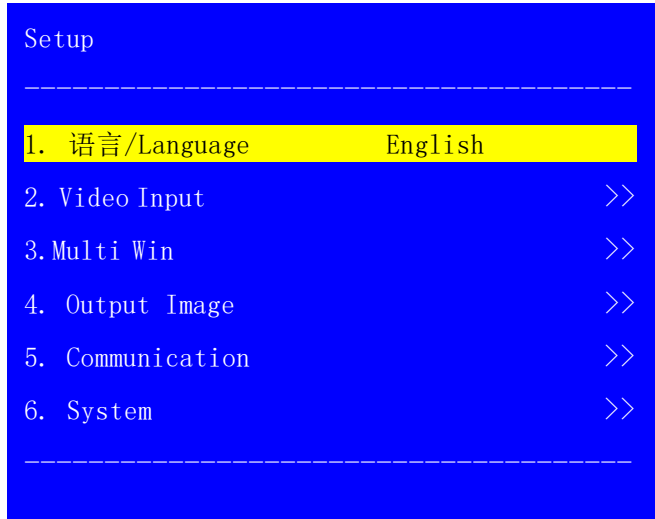 Setup
--------------------------------------
1. 语言/Language English
2. Video Input >>
3.Multi Win >>
4. Output Image >>
5. Communication >>
6. System >>
--------------------------------------